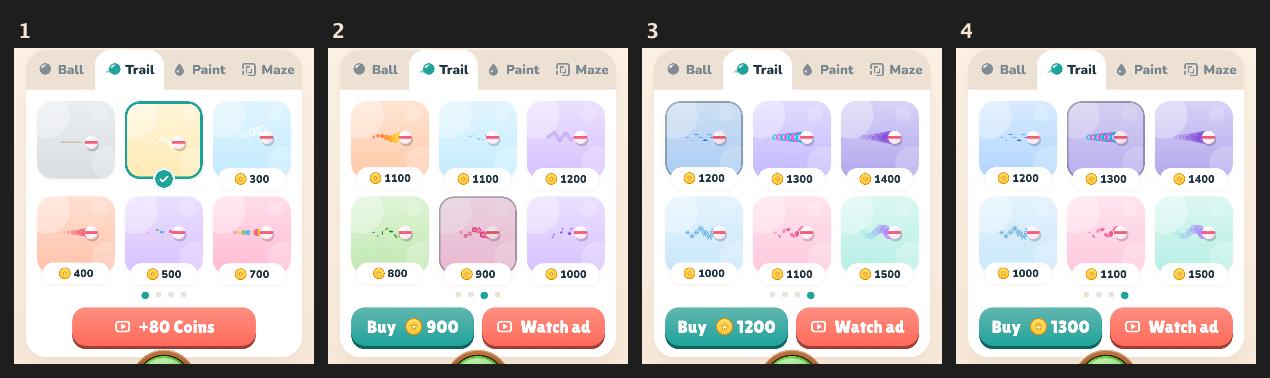 1
Ball Trail Paint Maze
300
400 500 700
+80 Coins
2
Ball Trail Paint Maze
1100 1100 1200
800 900 1000
Buy 900 Watch ad
3
Ball Trail Paint Maze
1200 1300 1400
1000 1100 1500
Buy 1200 Watch ad
4
Ball Trail Paint Maze
1200 1300 1400
1000 1100 1500
Buy 1300 Watch ad